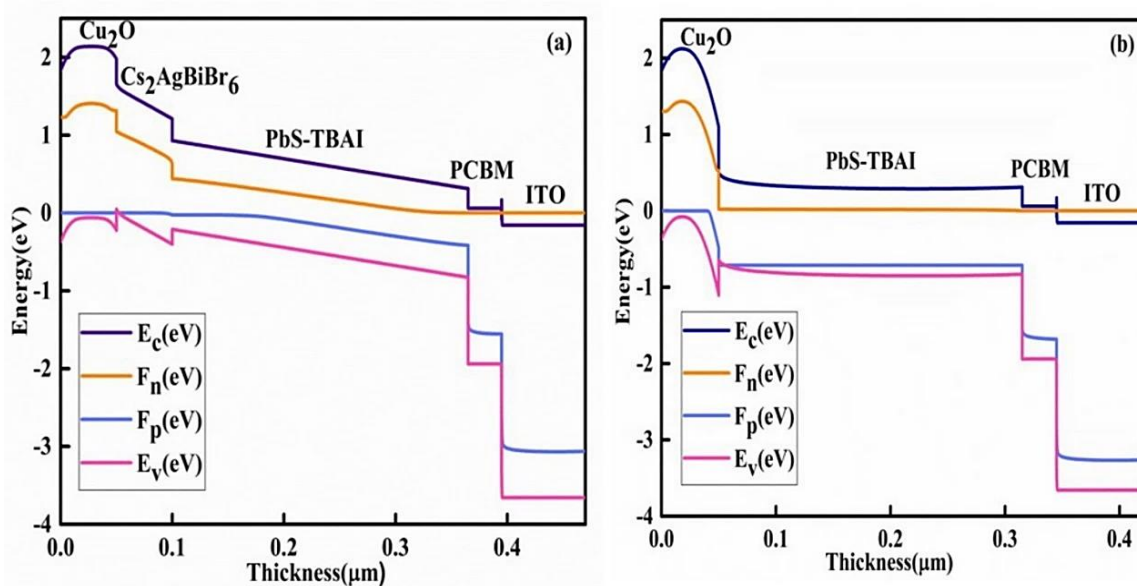 (a)
Cu2O
Cs2AgBiBr6
PbS-TBAI
PCBM
ITO
Energy(eV)
2
1
0
-1
-2
-3
-4
Ec(eV)
Fn(eV)
Fp(eV)
Ev(eV)
0.0 0.1 0.2 0.3 0.4
Thickness(μm)
(b)
Cu2O
PbS-TBAI
PCBM
ITO
Energy(eV)
2
1
0
-1
-2
-3
-4
Ec(eV)
Fn(eV)
Fp(eV)
Ev(eV)
0.0 0.1 0.2 0.3 0.4
Thickness(μm)